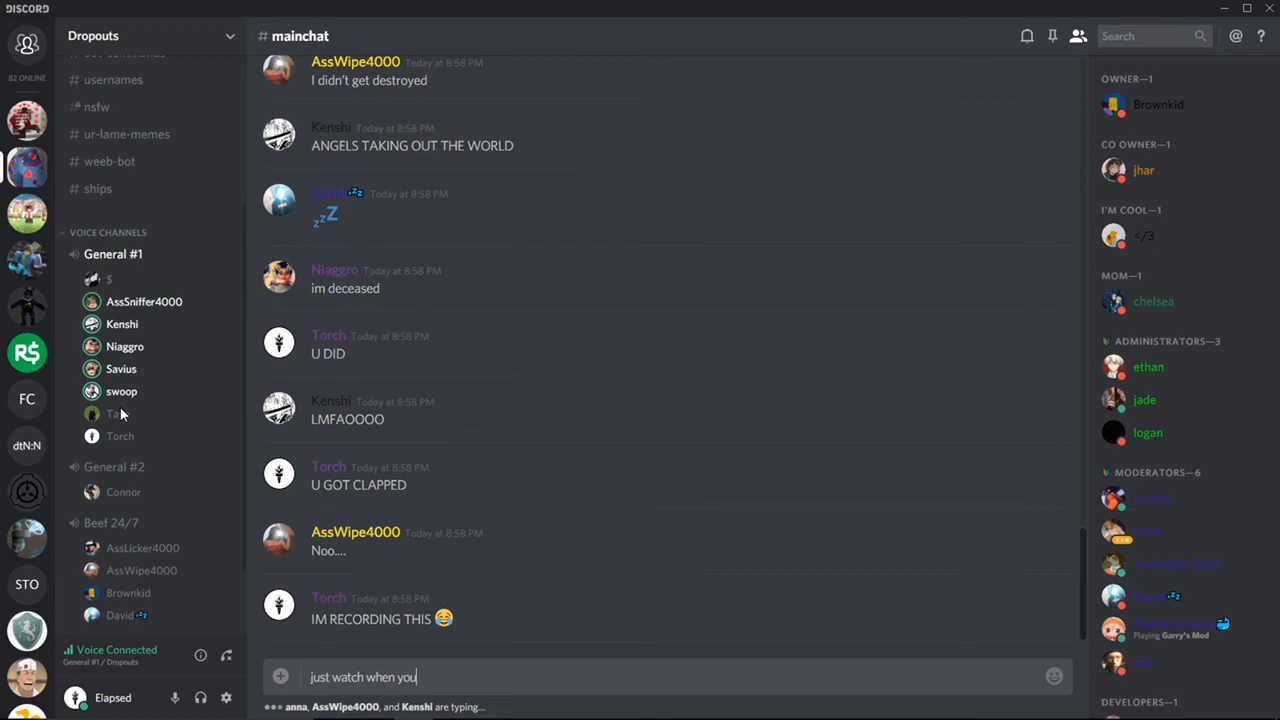 DISCORD
82 ONLINE
FC
dtN:N
STO
R$
Dropouts
# usernames
nsfw
# ur-lame-memes
# weeb-bot
# ships
VOICE CHANNELS
General #1
$
AssSniffer4000
Kenshi
Niaggro
Savius
swoop
Torch
General #2
Connor
Beef 24/7
AssLicker4000
AssWipe4000
Brownkid
David
Voice Connected
General #1 / Dropouts
Elapsed
# mainchat
Search
@
?
AssWipe4000 Today at 8:58 PM
I didn't get destroyed
Kenshi Today at 8:58 PM
ANGELS TAKING OUT THE WORLD
David💤 Today at 8:58 PM
💤
Niaggro Today at 8:58 PM
im deceased
Torch Today at 8:58 PM
U DID
Kenshi Today at 8:58 PM
LMFAOOOO
Torch Today at 8:58 PM
U GOT CLAPPED
AssWipe4000 Today at 8:58 PM
Noo....
Torch Today at 8:58 PM
IM RECORDING THIS 😂
just watch when you
anna, AssWipe4000, and Kenshi are typing...
OWNER—1
Brownkid
CO OWNER—1
jhar
I'M COOL—1
</3
MOM—1
chelsea
ADMINISTRATORS—3
ethan
jade
logan
MODERATORS—6
David
Playing Garry's Mod
DEVELOPERS—1